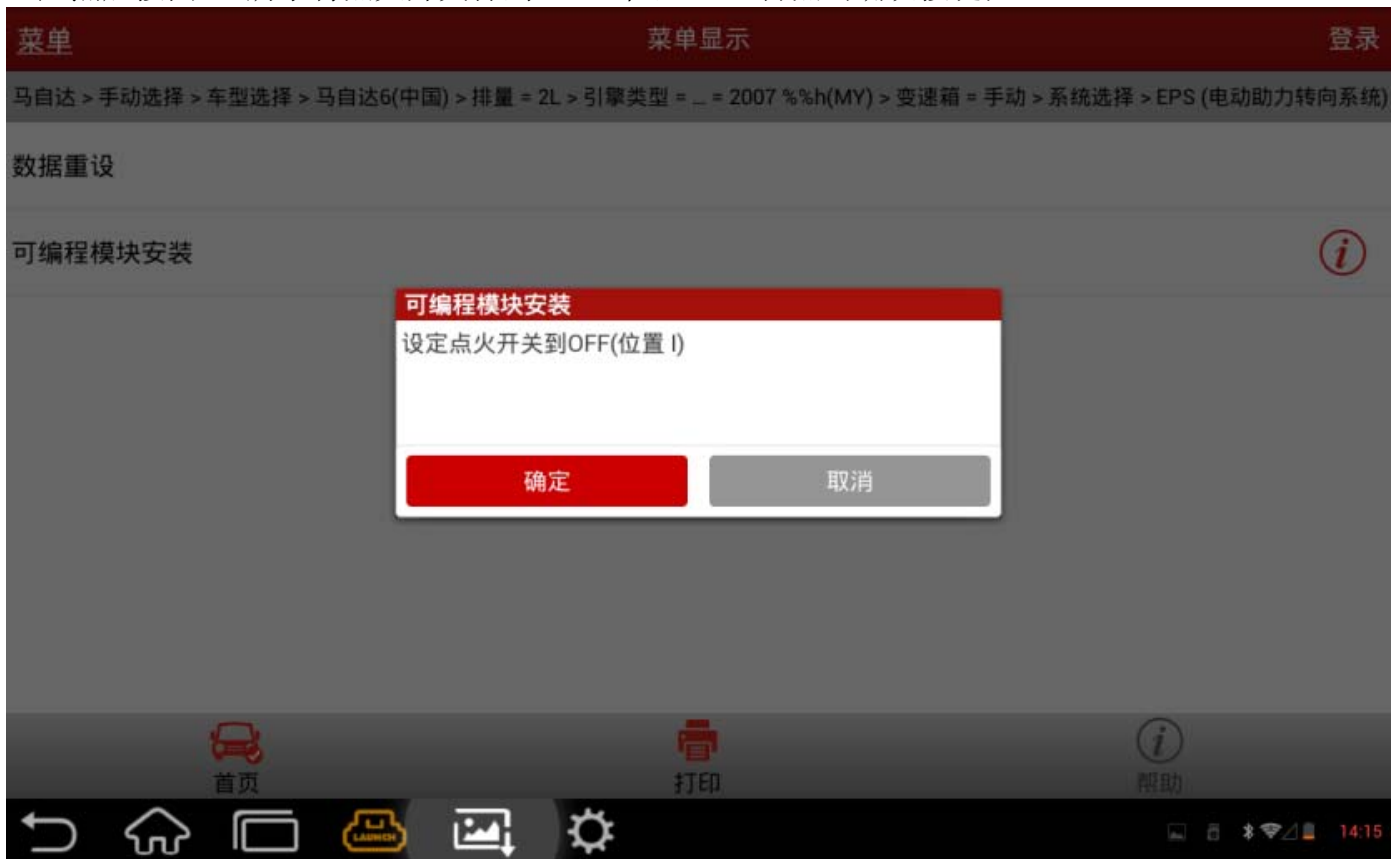 菜单
菜单显示
登录
马自达 > 手动选择 > 车型选择 > 马自达6(中国) > 排量 = 2L > 引擎类型 = _ = 2007 %%h(MY) > 变速箱 = 手动 > 系统选择 > EPS (电动助力转向系统)
数据重设
可编程模块安装
i
可编程模块安装
设定点火开关到OFF(位置 I)
确定
取消
首页
打印
i
帮助
LAUNCH
14:15